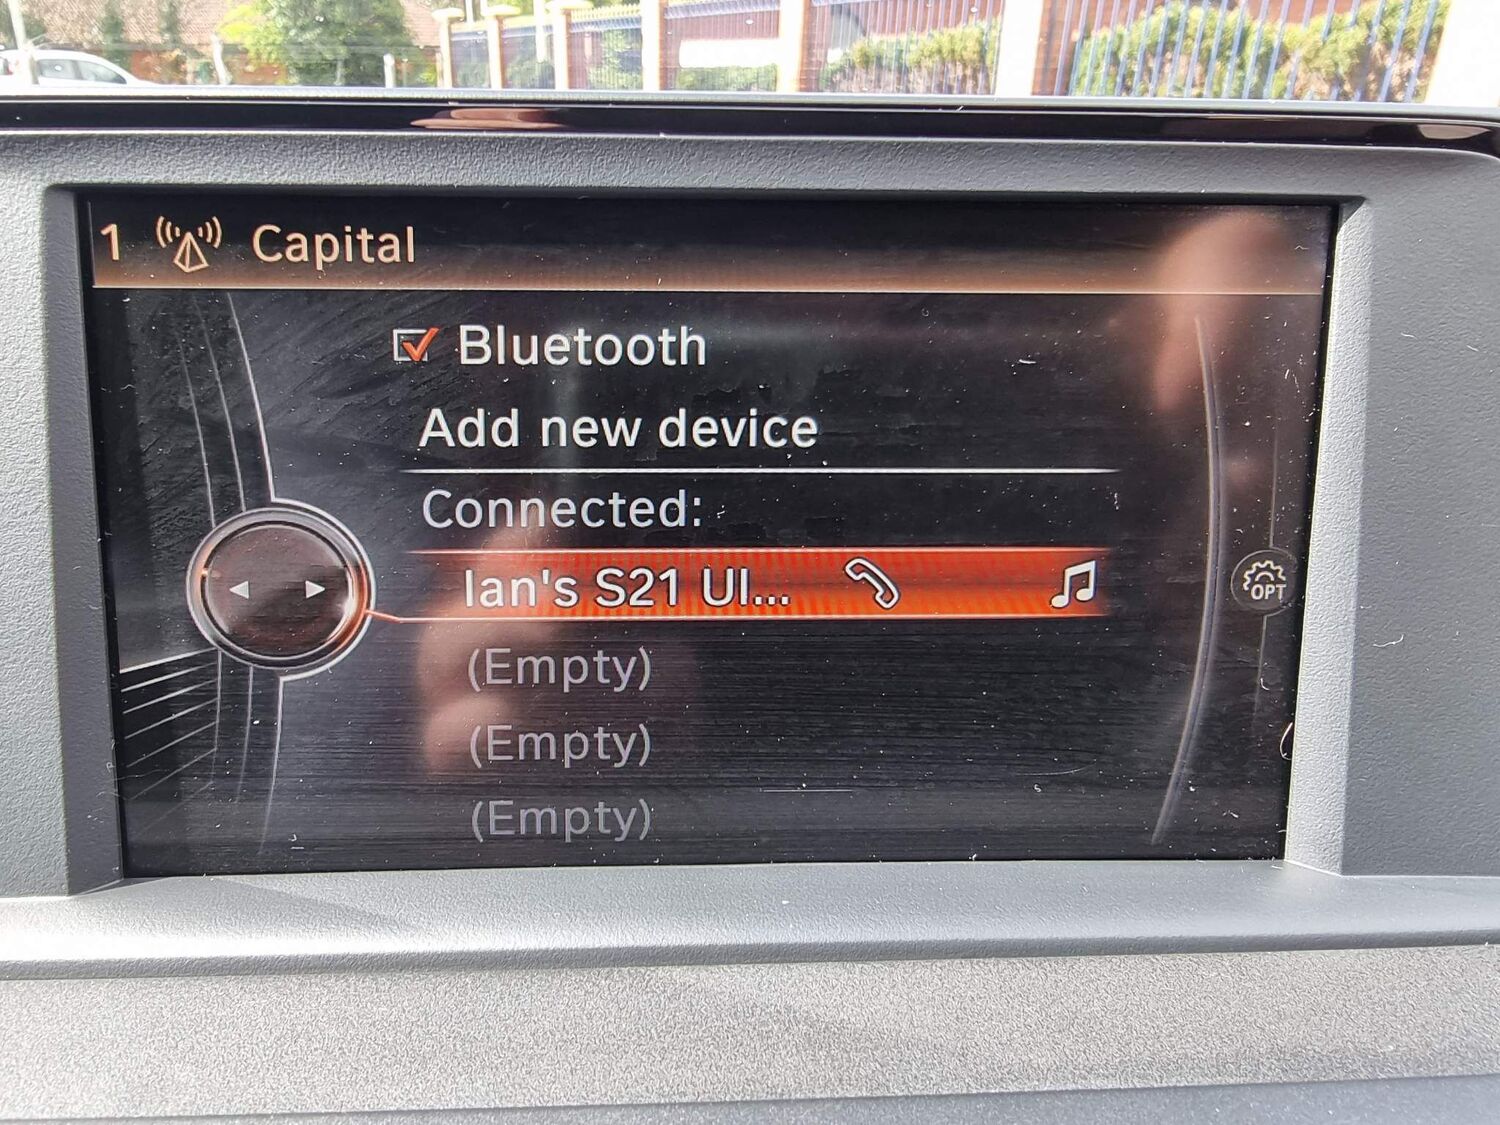 1 Capital
Bluetooth
Add new device
Connected:
Ian's S21 Ul...
OPT
(Empty)
(Empty)
(Empty)